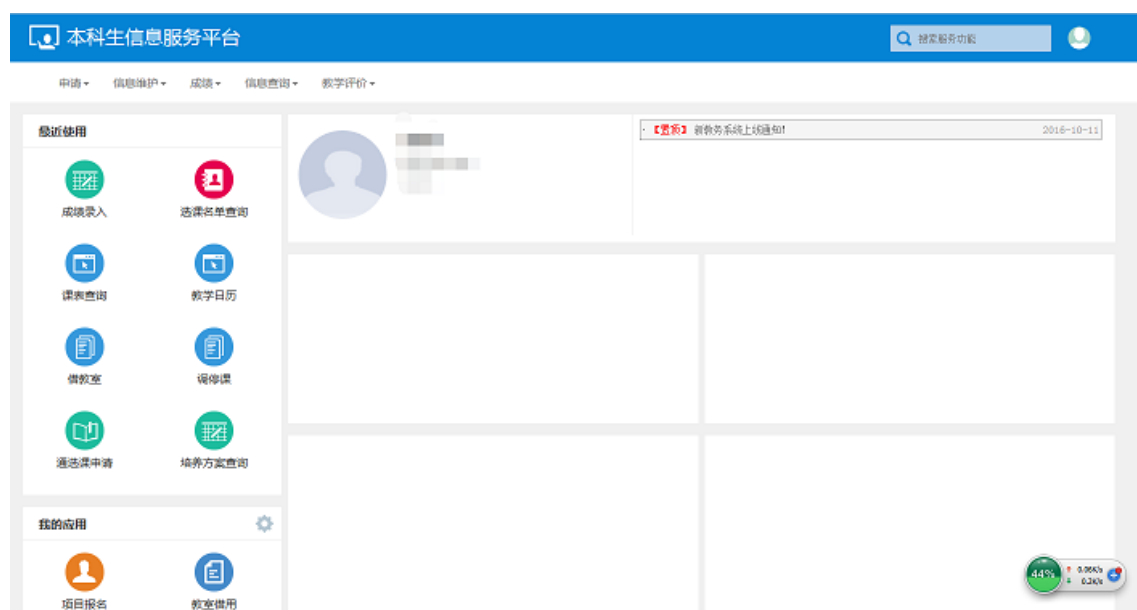 本科生信息服务平台
搜索服务功能
申请 信息维护 成绩 信息查询 教学评价
最近使用
【置顶】 新教务系统上线通知! 2016-10-11
成绩录入 选课名单查询
课表查询 教学日历
借教室 调停课
通选课申请 培养方案查询
我的应用
项目报名 教室借用
44% 0.06K/s
0.2K/s